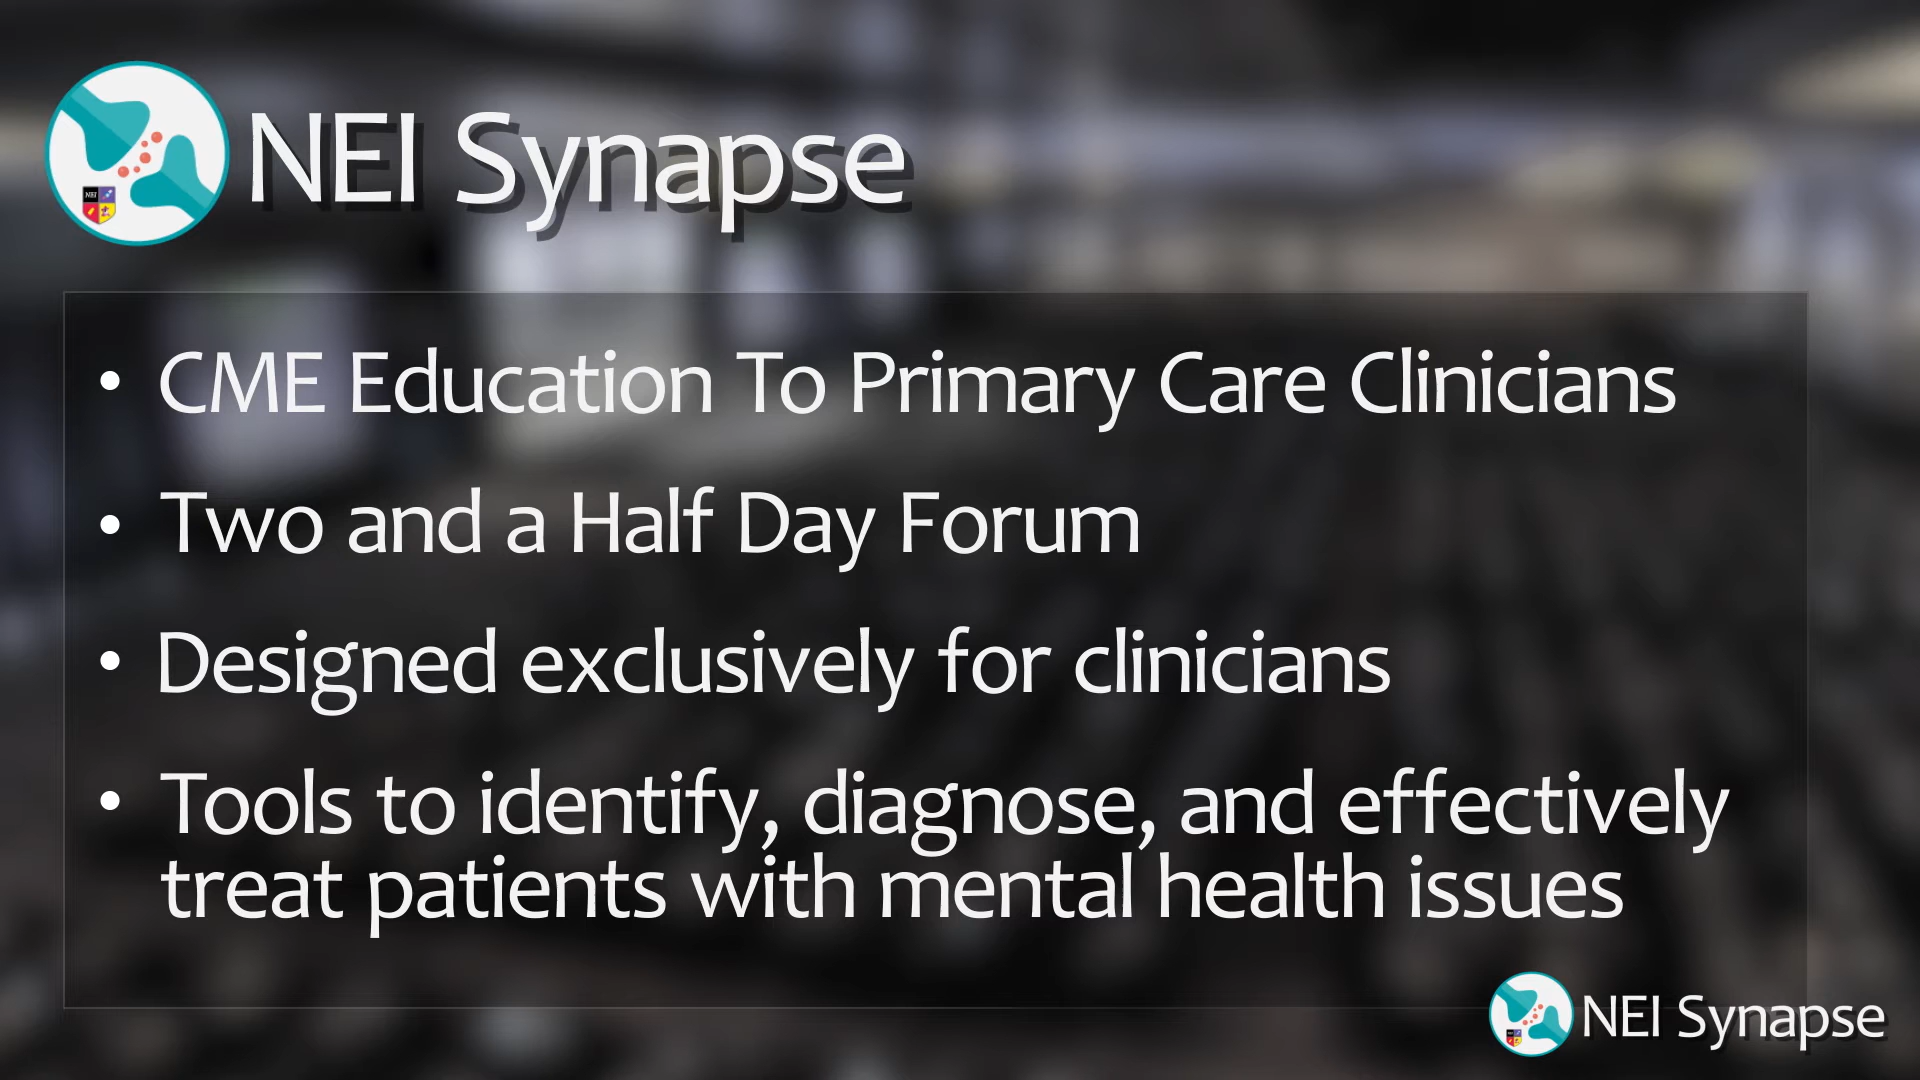 NEI Synapse
• CME Education To Primary Care Clinicians
• Two and a Half Day Forum
• Designed exclusively for clinicians
• Tools to identify, diagnose, and effectively
treat patients with mental health issues
NEI Synapse